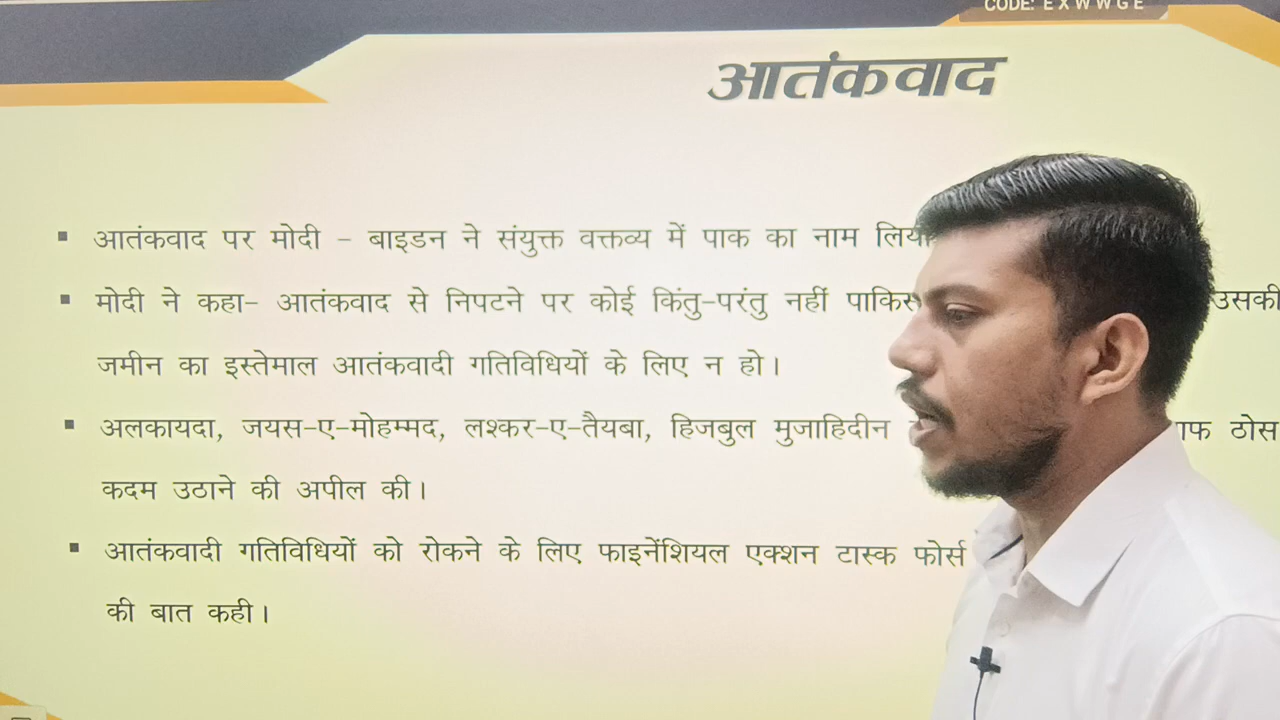 CODE: E X W W G E
आतंकवाद
▪ आतंकवाद पर मोदी – बाइडन ने संयुक्त वक्तव्य में पाक का नाम लिया
▪ मोदी ने कहा– आतंकवाद से निपटने पर कोई किंतु–परंतु नहीं उसकी
जमीन का इस्तेमाल आतंकवादी गतिविधियों के लिए न हो।
▪ अलकायदा, जयस–ए–मोहम्मद, लश्कर–ए–तैयबा, हिजबुल मुजाहिदीन ठोस
कदम उठाने की अपील की।
▪ आतंकवादी गतिविधियों को रोकने के लिए फाइनेंशियल एक्शन टास्क फोर्स
की बात कही।